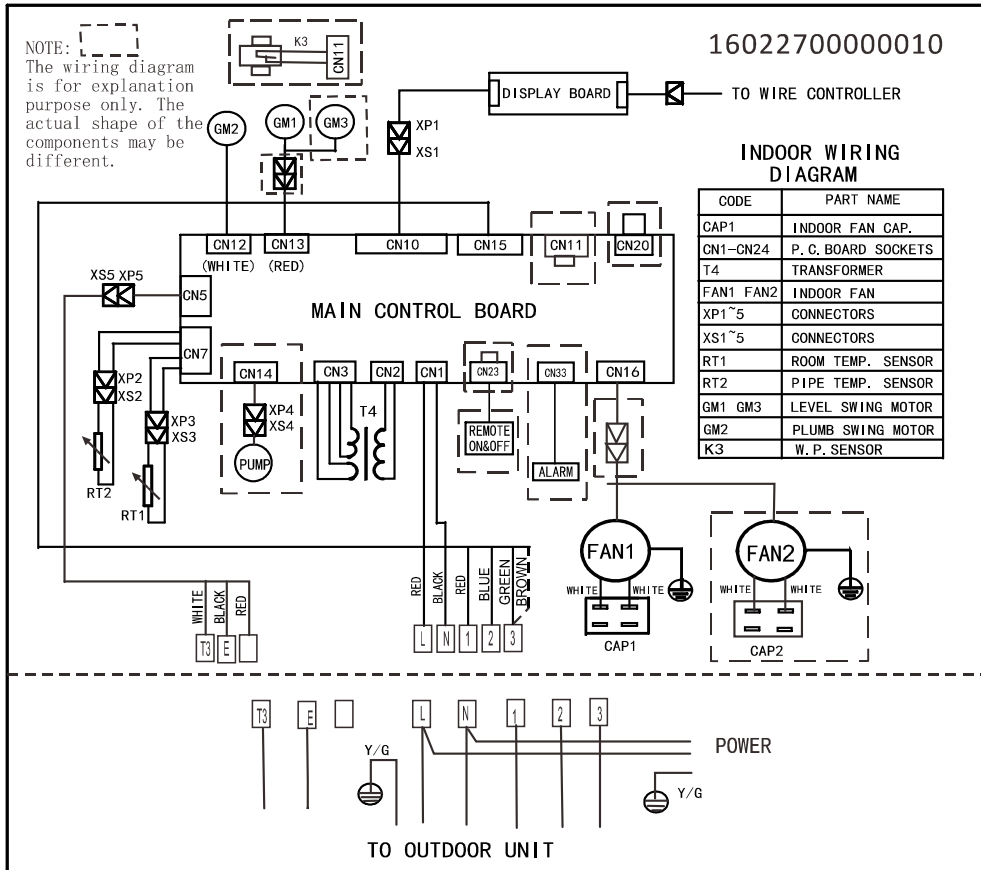 NOTE:
The wiring diagram
is for explanation
purpose only. The
actual shape of the
components may be
different.
K3
CN11
16022700000010
GM2
GM1
GM3
XP1
XS1
DISPLAY BOARD
TO WIRE CONTROLLER
INDOOR WIRING
DIAGRAM
CODE PART NAME
CAP1 INDOOR FAN CAP.
CN1-CN24 P.C.BOARD SOCKETS
T4 TRANSFORMER
FAN1 FAN2 INDOOR FAN
XP1~5 CONNECTORS
XS1~5 CONNECTORS
RT1 ROOM TEMP. SENSOR
RT2 PIPE TEMP. SENSOR
GM1 GM3 LEVEL SWING MOTOR
GM2 PLUMB SWING MOTOR
K3 W.P.SENSOR
CN12 CN13 CN10 CN15 CN11 CN20
(WHITE) (RED)
XS5 XP5
CN5
MAIN CONTROL BOARD
CN7
CN14 CN3 CN2 CN1 CN23 CN33 CN16
XP2
XS2
XP3
XS3
XP4
XS4
T4
PUMP
REMOTE
ON&OFF
ALARM
RT2
RT1
FAN1
FAN2
WHITE WHITE
WHITE WHITE
CAP1
CAP2
WHITE
BLACK
RED
T3 E
RED
BLACK
RED
BLUE
GREEN
BROWN
L N 1 2 3
T3 E L N 1 2 3
POWER
Y/G
Y/G
TO OUTDOOR UNIT